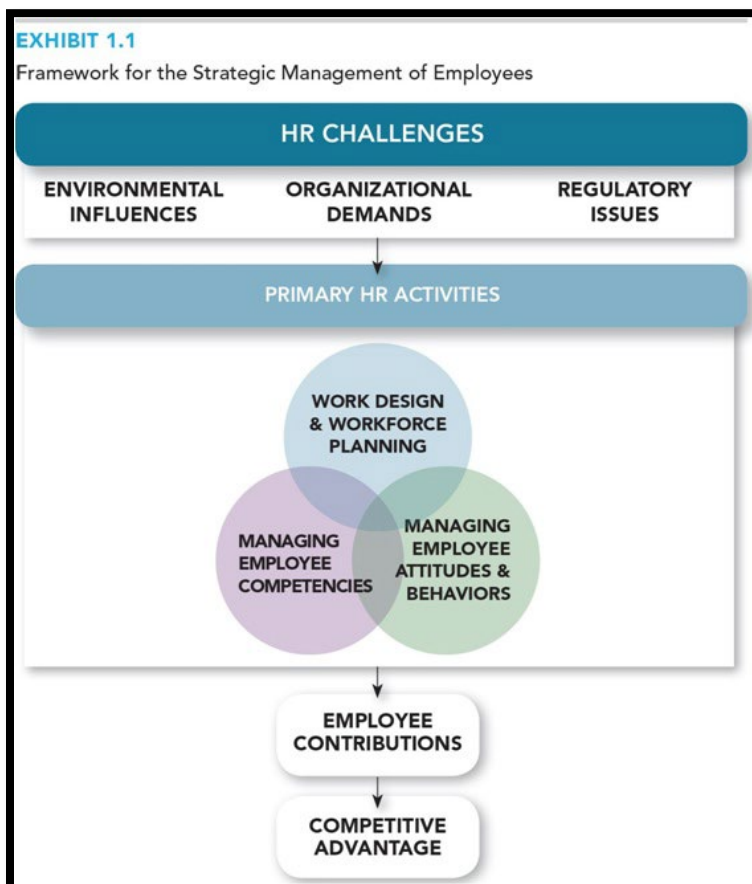 EXHIBIT 1.1
Framework for the Strategic Management of Employees
HR CHALLENGES
ENVIRONMENTAL
INFLUENCES
ORGANIZATIONAL
DEMANDS
REGULATORY
ISSUES
PRIMARY HR ACTIVITIES
WORK DESIGN
& WORKFORCE
PLANNING
MANAGING
EMPLOYEE
COMPETENCIES
MANAGING
EMPLOYEE
ATTITUDES &
BEHAVIORS
EMPLOYEE
CONTRIBUTIONS
COMPETITIVE
ADVANTAGE